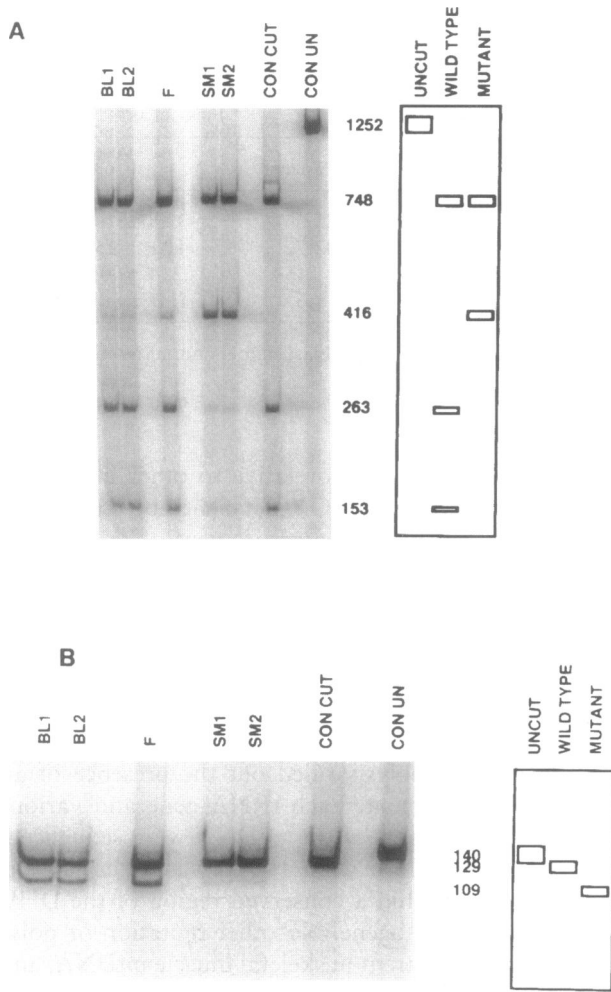 A
BL1 BL2 F SM1 SM2 CON CUT CON UN UNCUT WILD TYPE MUTANT
1252
748
416
263
153
B
BL1 BL2 F SM1 SM2 CON CUT CON UN UNCUT WILD TYPE MUTANT
140
129
109